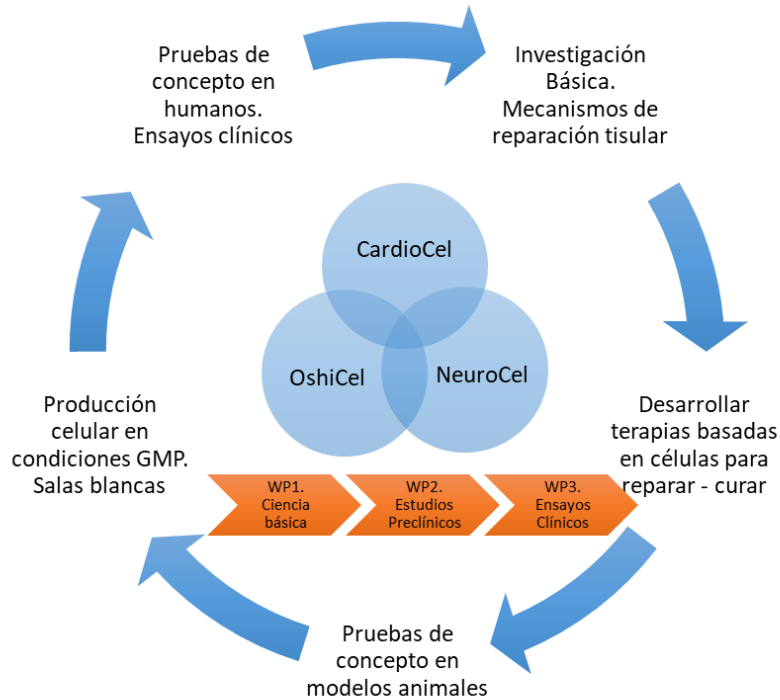 Pruebas de
concepto en
humanos.
Ensayos clínicos
Investigación
Básica.
Mecanismos de
reparación tisular
CardioCel
OshiCel
NeuroCel
Producción
celular en
condiciones GMP.
Salas blancas
Desarrollar
terapias basadas
en células para
reparar - curar
WP1.
Ciencia
básica
WP2.
Estudios
Preclínicos
WP3.
Ensayos
Clínicos
Pruebas de
concepto en
modelos animales